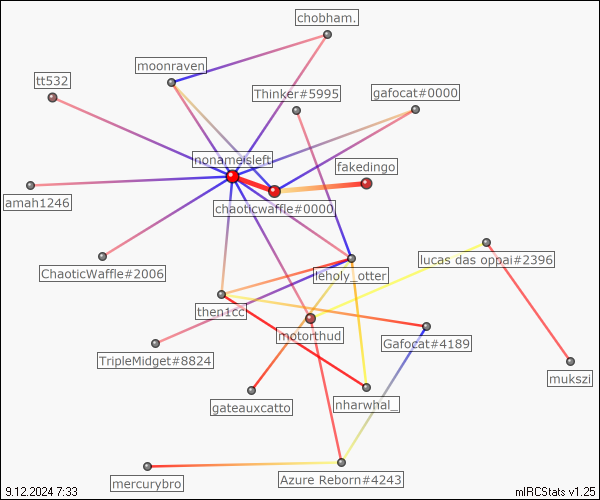 chobham.
moonraven
tt532
Thinker#5995
gafocat#0000
nonameisleft
fakedingo
amah1246
chaoticwaffle#0000
ChaoticWaffle#2006
leholy_otter
lucas das oppai#2396
then1cc
motorthud
Gafocat#4189
TripleMidget#8824
mukszi
gateauxcatto
nharwhal_
mercurybro
Azure Reborn#4243
9.12.2024 7:33
mIRCStats v1.25